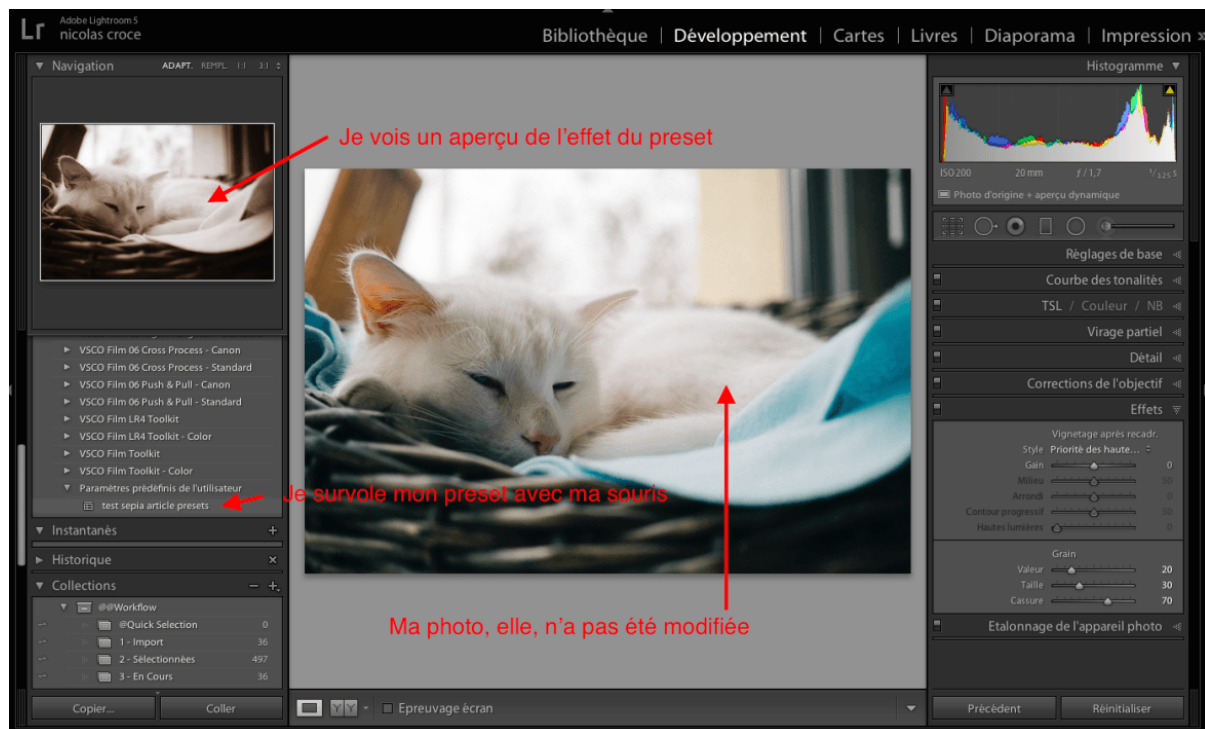 Lr
Adobe Lightroom 5
nicolas croce
Bibliothèque | Développement | Cartes | Livres | Diaporama | Impression »
Navigation ADAPT. REMPL. 1:1 3:1
Je vois un aperçu de l'effet du preset
VSCO Film 06 Cross Process - Canon
VSCO Film 06 Cross Process - Standard
VSCO Film 06 Push & Pull - Canon
VSCO Film 06 Push & Pull - Standard
VSCO Film LR4 Toolkit
VSCO Film LR4 Toolkit - Color
VSCO Film Toolkit
VSCO Film Toolkit - Color
Paramètres prédéfinis de l'utilisateur
test sepia article presets
Je survole mon preset avec ma souris
Instantanés +
Historique ×
Collections − +
@@Workflow
@Quick Selection 0
1 - Import 36
2 - Sélectionnées 497
3 - En Cours 36
Copier... Coller
Ma photo, elle, n'a pas été modifiée
YY
Epreuvage écran
Histogramme
ISO 200 20 mm ƒ / 1,7 1/125 s
Photo d'origine + aperçu dynamique
Réglages de base
Courbe des tonalités
TSL / Couleur / NB
Virage partiel
Détail
Corrections de l'objectif
Effets
Vignetage après recadr.
Style Priorité des haute...
Gain 0
Milieu 50
Arrondi 0
Contour progressif 50
Hautes lumières 0
Grain
Valeur 20
Taille 30
Cassure 70
Etalonnage de l'appareil photo
Précédent Réinitialiser